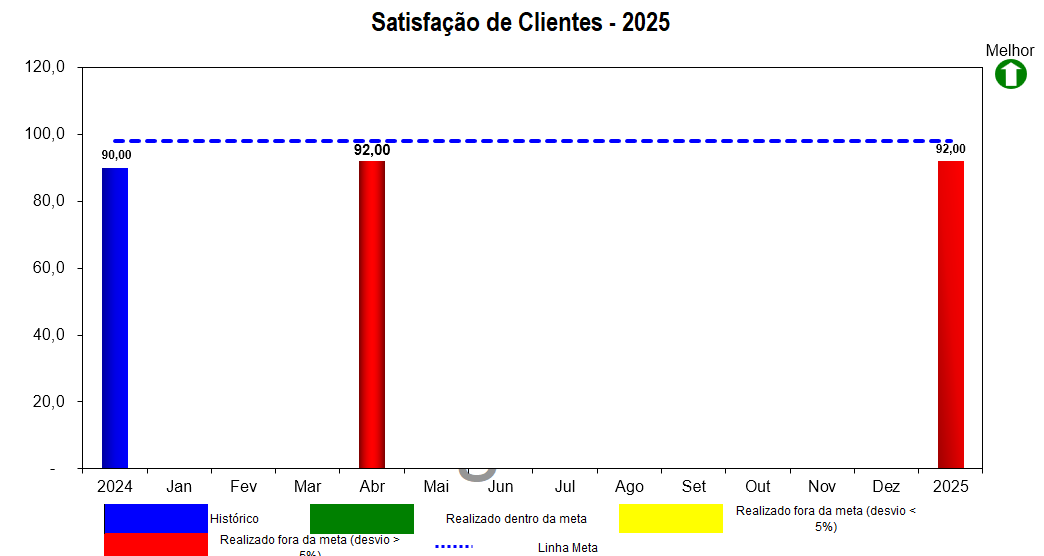 Satisfação de Clientes - 2025
Melhor
120,0
100,0
80,0
60,0
40,0
20,0
-
90,00
92,00
92,00
2024 Jan Fev Mar Abr Mai Jun Jul Ago Set Out Nov Dez 2025
Histórico
Realizado dentro da meta
Realizado fora da meta (desvio <
5%)
Realizado fora da meta (desvio >
5%)
Linha Meta